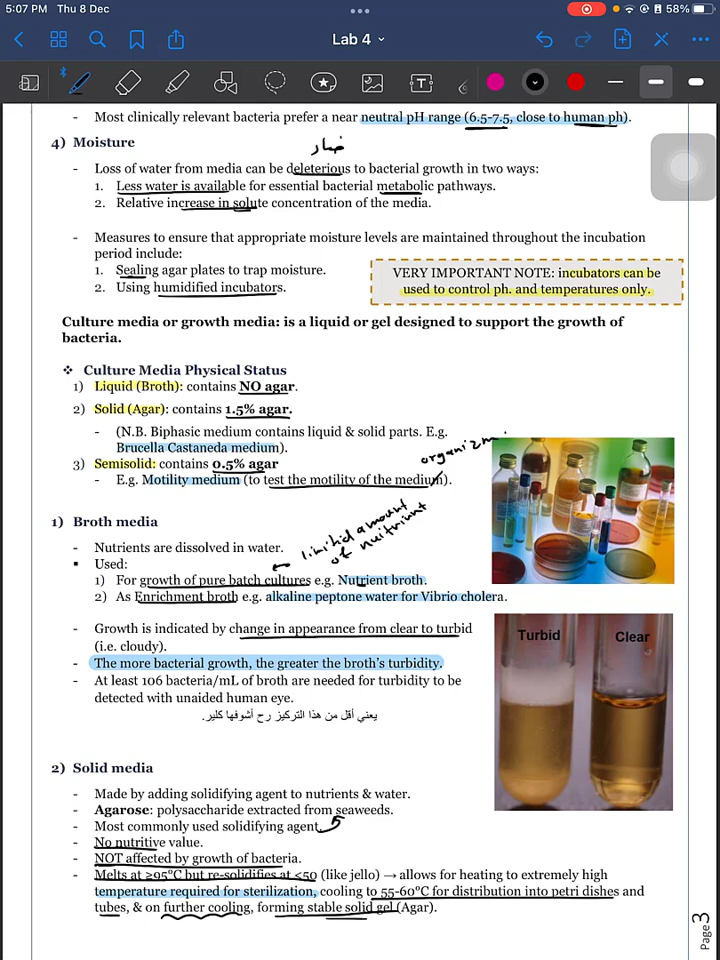 5:07 PM Thu 8 Dec
58%
Lab 4
- Most clinically relevant bacteria prefer a near neutral pH range (6.5-7.5, close to human ph).
4) Moisture
ضار
- Loss of water from media can be deleterious to bacterial growth in two ways:
1. Less water is available for essential bacterial metabolic pathways.
2. Relative increase in solute concentration of the media.
- Measures to ensure that appropriate moisture levels are maintained throughout the incubation
period include:
1. Sealing agar plates to trap moisture.
2. Using humidified incubators.
VERY IMPORTANT NOTE: incubators can be
used to control ph. and temperatures only.
Culture media or growth media: is a liquid or gel designed to support the growth of
bacteria.
❖ Culture Media Physical Status
1) Liquid (Broth): contains NO agar.
2) Solid (Agar): contains 1.5% agar.
- (N.B. Biphasic medium contains liquid & solid parts. E.g.
Brucella Castaneda medium).
3) Semisolid: contains 0.5% agar
organizm
- E.g. Motility medium (to test the motility of the medium).
1) Broth media
- Nutrients are dissolved in water.
limitid amount
of nuitriunt
▪ Used:
1) For growth of pure batch cultures e.g. Nutrient broth.
2) As Enrichment broth e.g. alkaline peptone water for Vibrio cholera.
- Growth is indicated by change in appearance from clear to turbid
(i.e. cloudy).
- The more bacterial growth, the greater the broth's turbidity.
- At least 106 bacteria/mL of broth are needed for turbidity to be
detected with unaided human eye.
يعني أقل من هذا التركيز رح أشوفها كلير.
Turbid Clear
2) Solid media
- Made by adding solidifying agent to nutrients & water.
- Agarose: polysaccharide extracted from seaweeds.
- Most commonly used solidifying agent.
- No nutritive value.
- NOT affected by growth of bacteria.
- Melts at ≥95°C but re-solidifies at <50 (like jello) → allows for heating to extremely high
temperature required for sterilization, cooling to 55-60°C for distribution into petri dishes and
tubes, & on further cooling, forming stable solid gel (Agar).
Page3